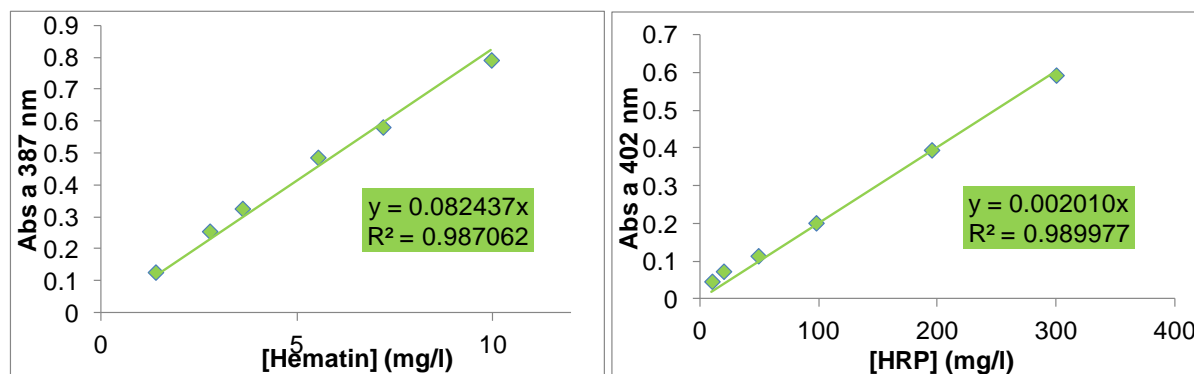 Abs a 387 nm
0.9
0.8
0.7
0.6
0.5
0.4
0.3
0.2
0.1
0
y = 0.082437x
R² = 0.987062
0 5 10
[Hematin] (mg/l)
Abs a 402 nm
0.7
0.6
0.5
0.4
0.3
0.2
0.1
0
y = 0.002010x
R² = 0.989977
0 100 200 300 400
[HRP] (mg/l)